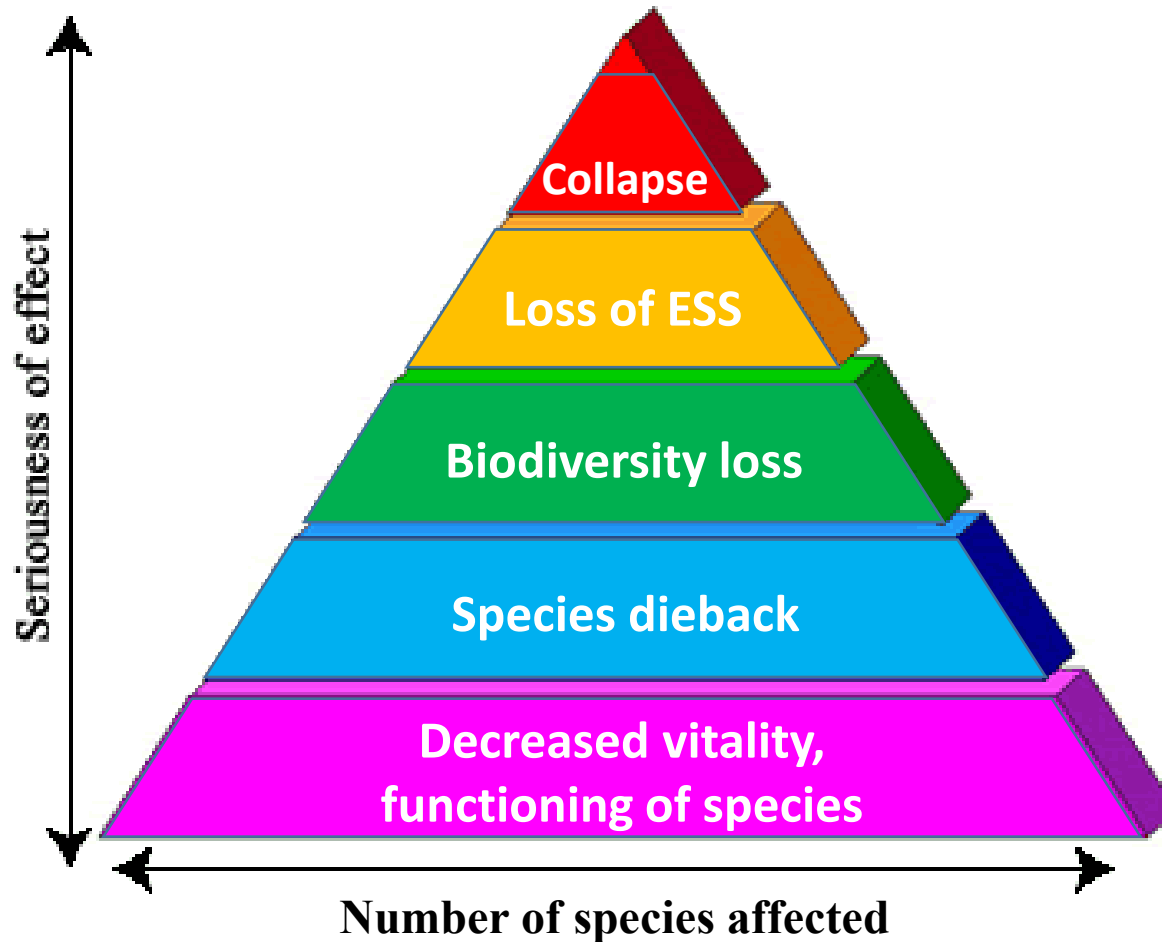 Seriousness of effect
Collapse
Loss of ESS
Biodiversity loss
Species dieback
Decreased vitality,
functioning of species
Number of species affected